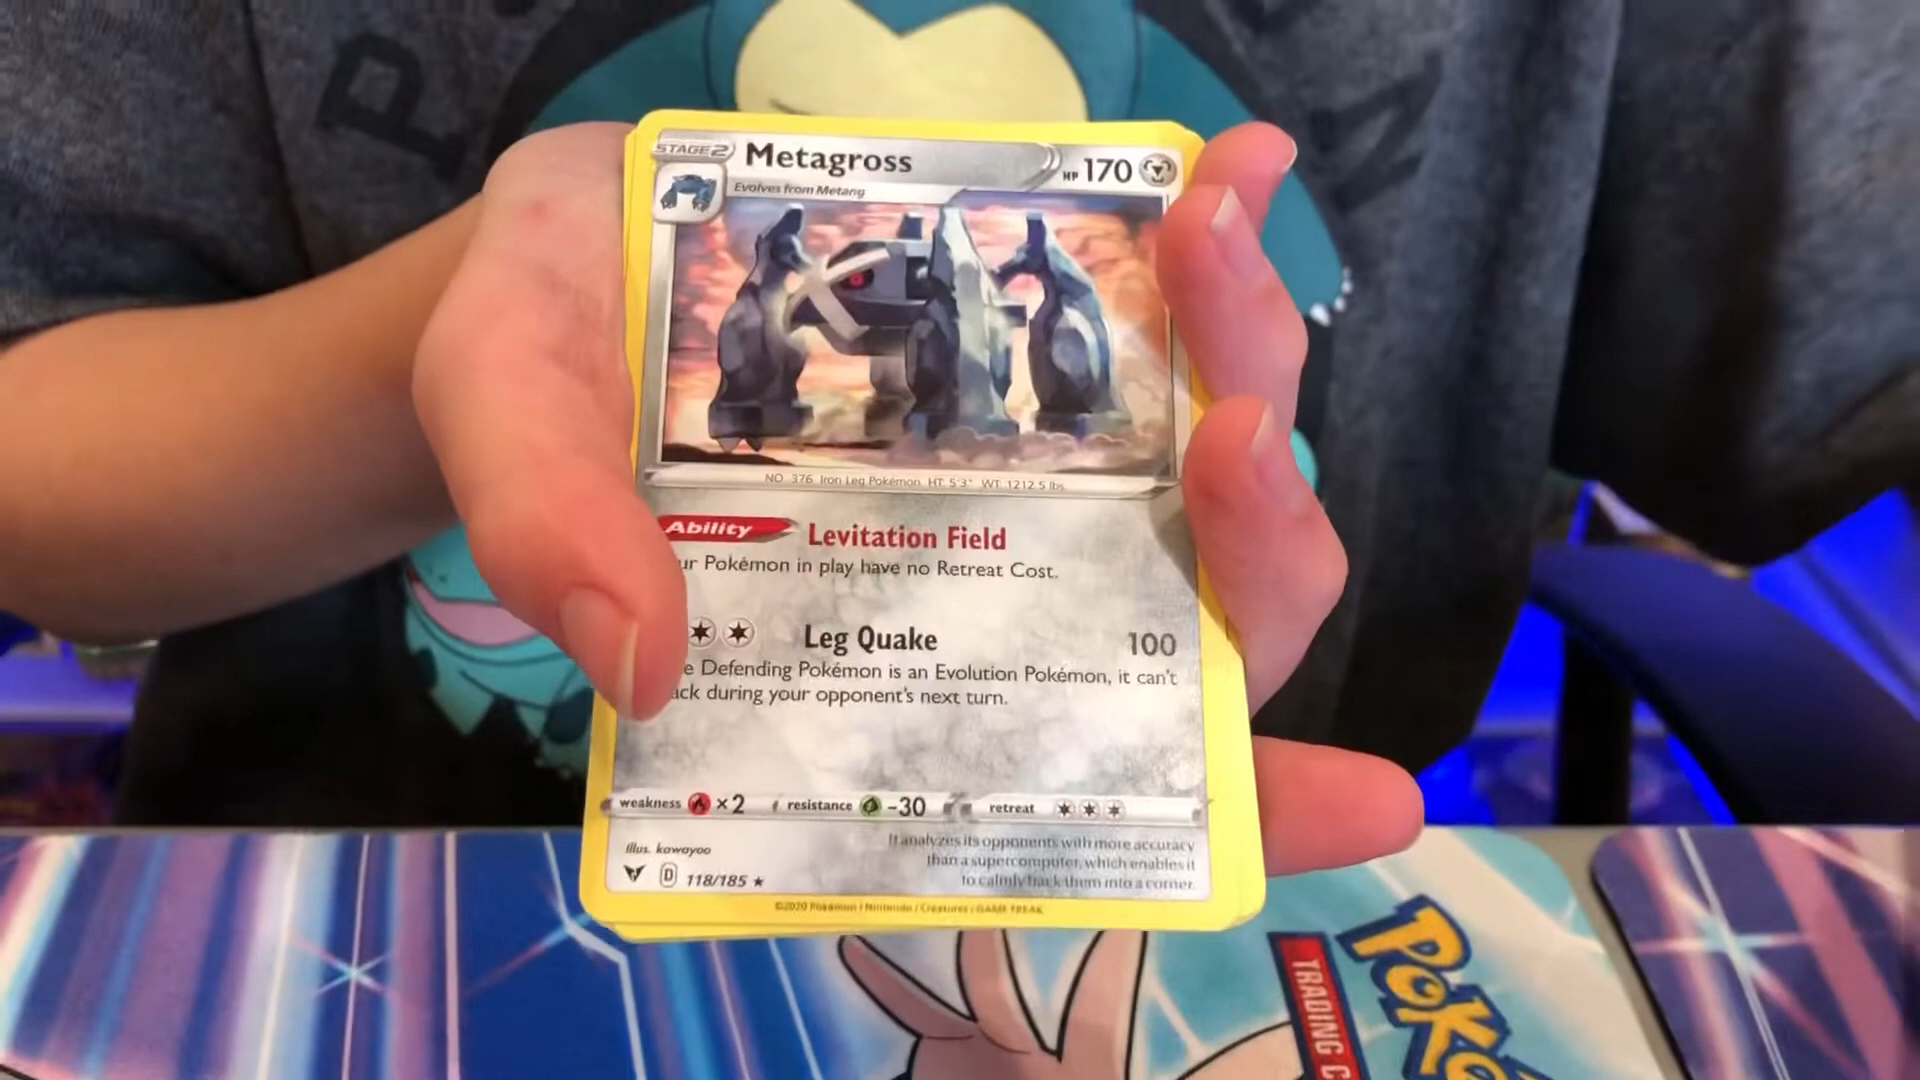 STAGE 2 Metagross HP 170
Evolves from Metang
NO. 376 Iron Leg Pokémon HT: 5'3" WT: 1212.5 lbs.
Ability Levitation Field
ur Pokémon in play have no Retreat Cost.
Leg Quake 100
e Defending Pokémon is an Evolution Pokémon, it can't
ack during your opponent's next turn.
weakness ×2 resistance -30 retreat
Illus. kawayoo
It analyzes its opponents with more accuracy
than a supercomputer, which enables it
to calmly back them into a corner.
D 118/185 ★
©2020 Pokémon / Nintendo / Creatures / GAME FREAK
POKé
TRADING C